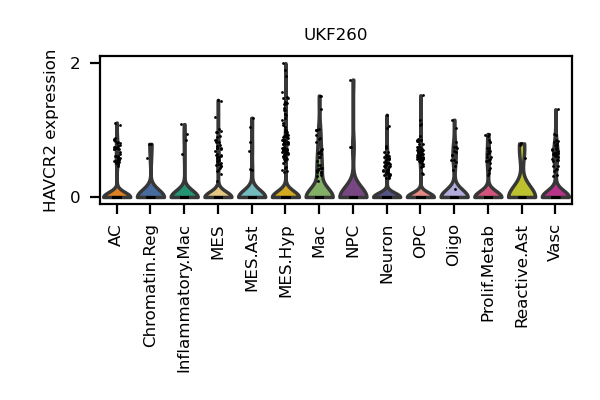 UKF260
HAVCR2 expression
2
0
AC
Chromatin.Reg
Inflammatory.Mac
MES
MES.Ast
MES.Hyp
Mac
NPC
Neuron
OPC
Oligo
Prolif.Metab
Reactive.Ast
Vasc